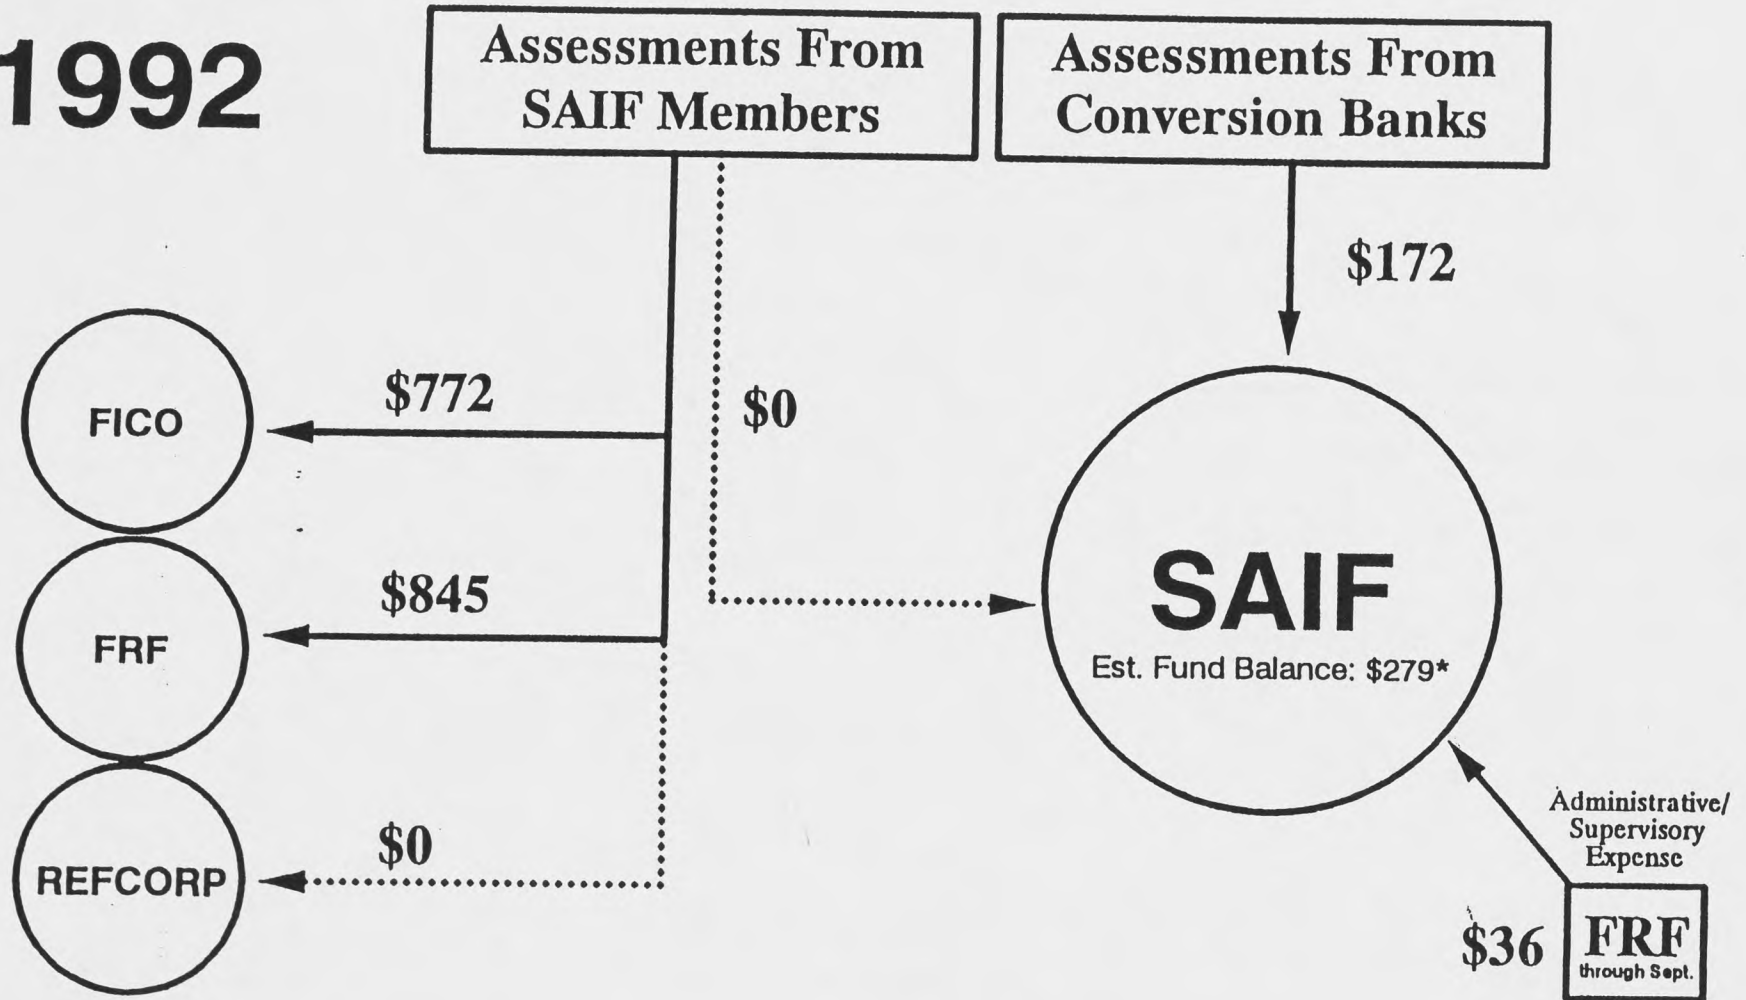 1992
Assessments From
SAIF Members
Assessments From
Conversion Banks
$172
$772
$0
FICO
$845
FRF
SAIF
Est. Fund Balance: $279*
$0
REFCORP
Administrative/
Supervisory
Expense
$36
FRF
through Sept.